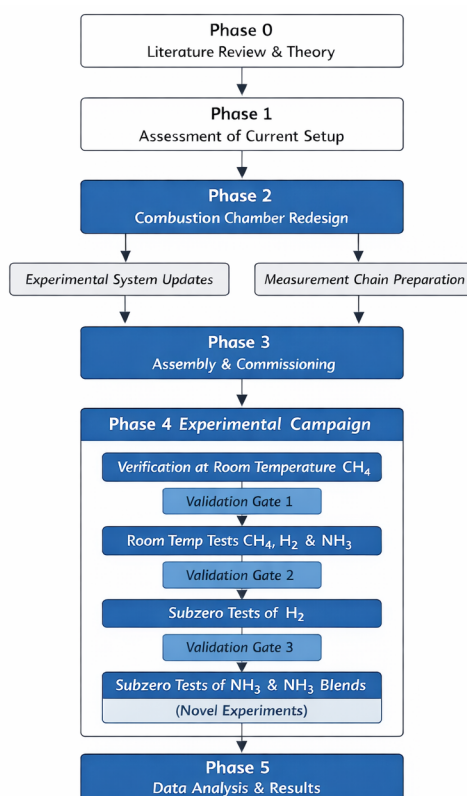 Phase 0
Literature Review & Theory
Phase 1
Assessment of Current Setup
Phase 2
Combustion Chamber Redesign
Experimental System Updates
Measurement Chain Preparation
Phase 3
Assembly & Commissioning
Phase 4 Experimental Campaign
Verification at Room Temperature CH₄
Validation Gate 1
Room Temp Tests CH₄, H₂ & NH₃
Validation Gate 2
Subzero Tests of H₂
Validation Gate 3
Subzero Tests of NH₃ & NH₃ Blends
(Novel Experiments)
Phase 5
Data Analysis & Results